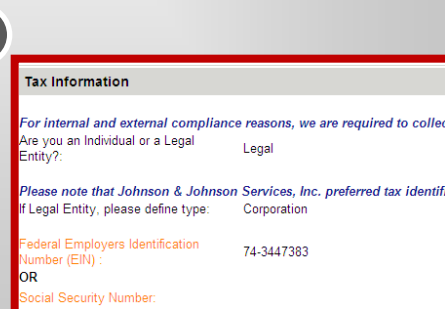 Tax Information
For internal and external compliance reasons, we are required to collec
Are you an Individual or a Legal
Entity?: Legal
Please note that Johnson & Johnson Services, Inc. preferred tax identifi
If Legal Entity, please define type: Corporation
Federal Employers Identification
Number (EIN) : 74-3447383
OR
Social Security Number: